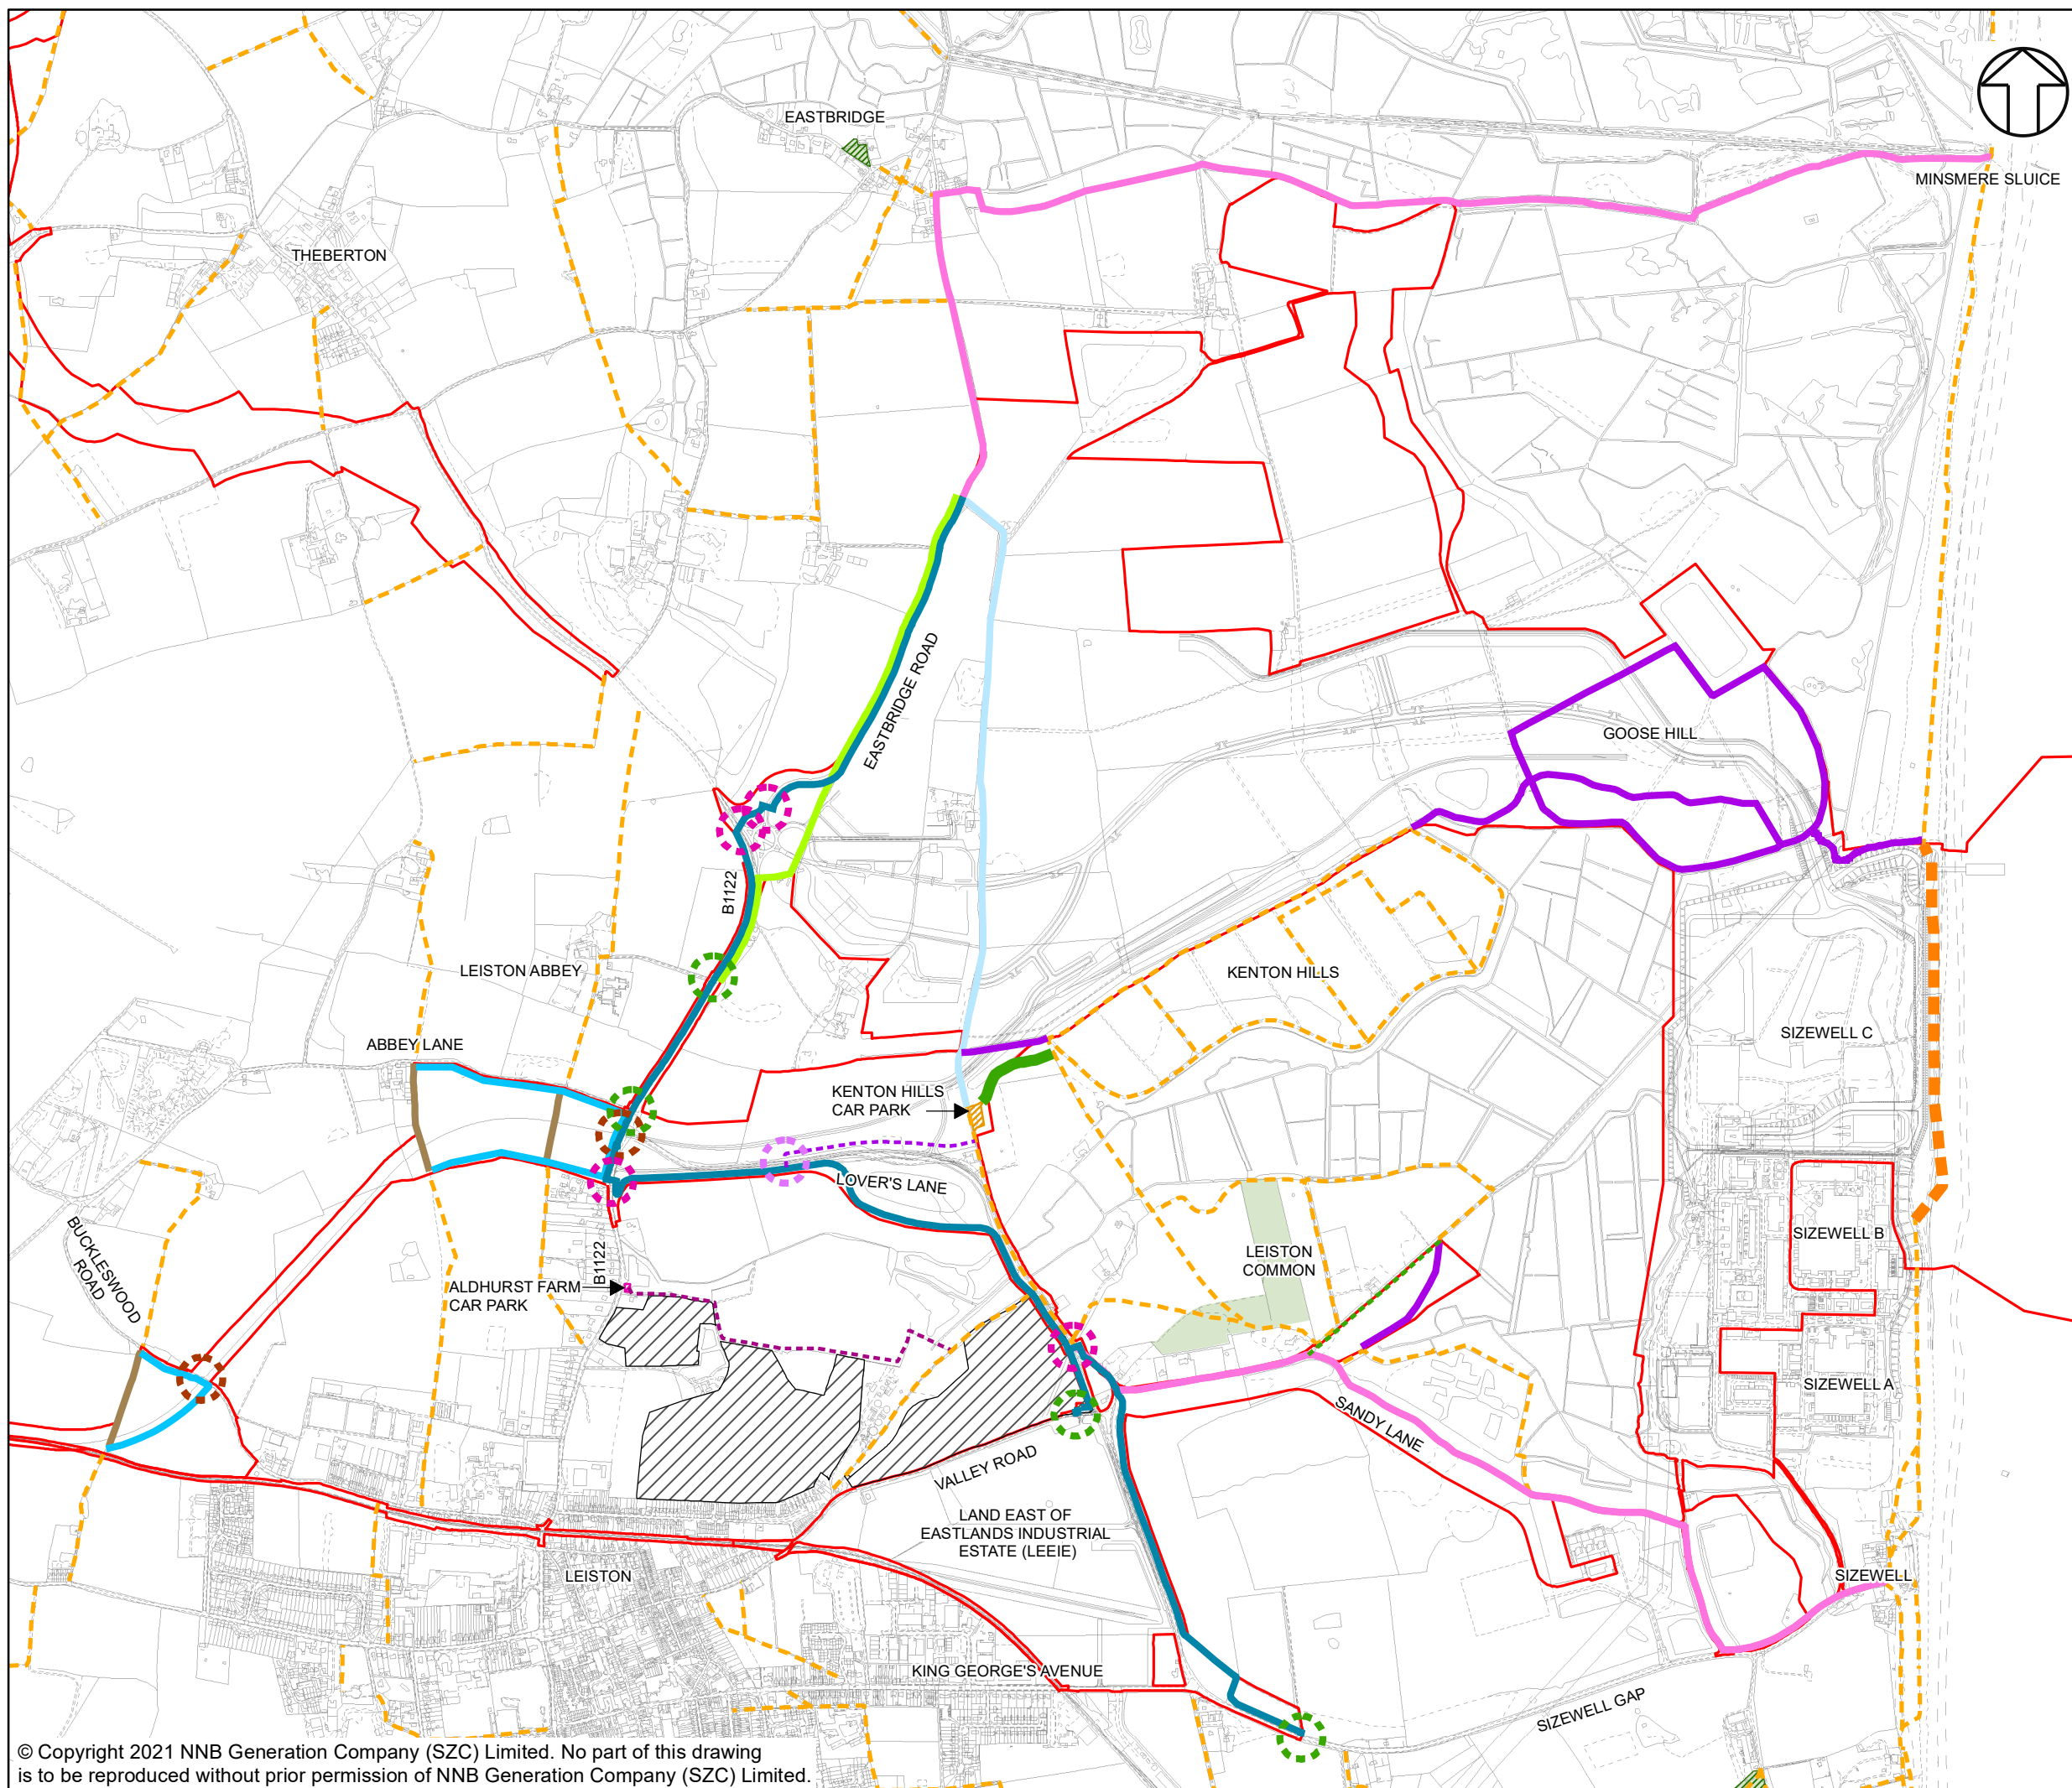 EASTBRIDGE
MINSMERE SLUICE
THEBERTON
EASTBRIDGE ROAD
GOOSE HILL
B1122
LEISTON ABBEY
KENTON HILLS
SIZEWELL C
ABBEY LANE
KENTON HILLS
CAR PARK
LOVER'S LANE
BUCKLESWOOD
ROAD
B1122
ALDHURST FARM
CAR PARK
LEISTON
COMMON
SIZEWELL B
SIZEWELL A
SANDY LANE
VALLEY ROAD
LAND EAST OF
EASTLANDS INDUSTRIAL
ESTATE (LEEIE)
LEISTON
SIZEWELL
KING GEORGE'S AVENUE
SIZEWELL GAP
© Copyright 2021 NNB Generation Company (SZC) Limited. No part of this drawing
is to be reproduced without prior permission of NNB Generation Company (SZC) Limited.